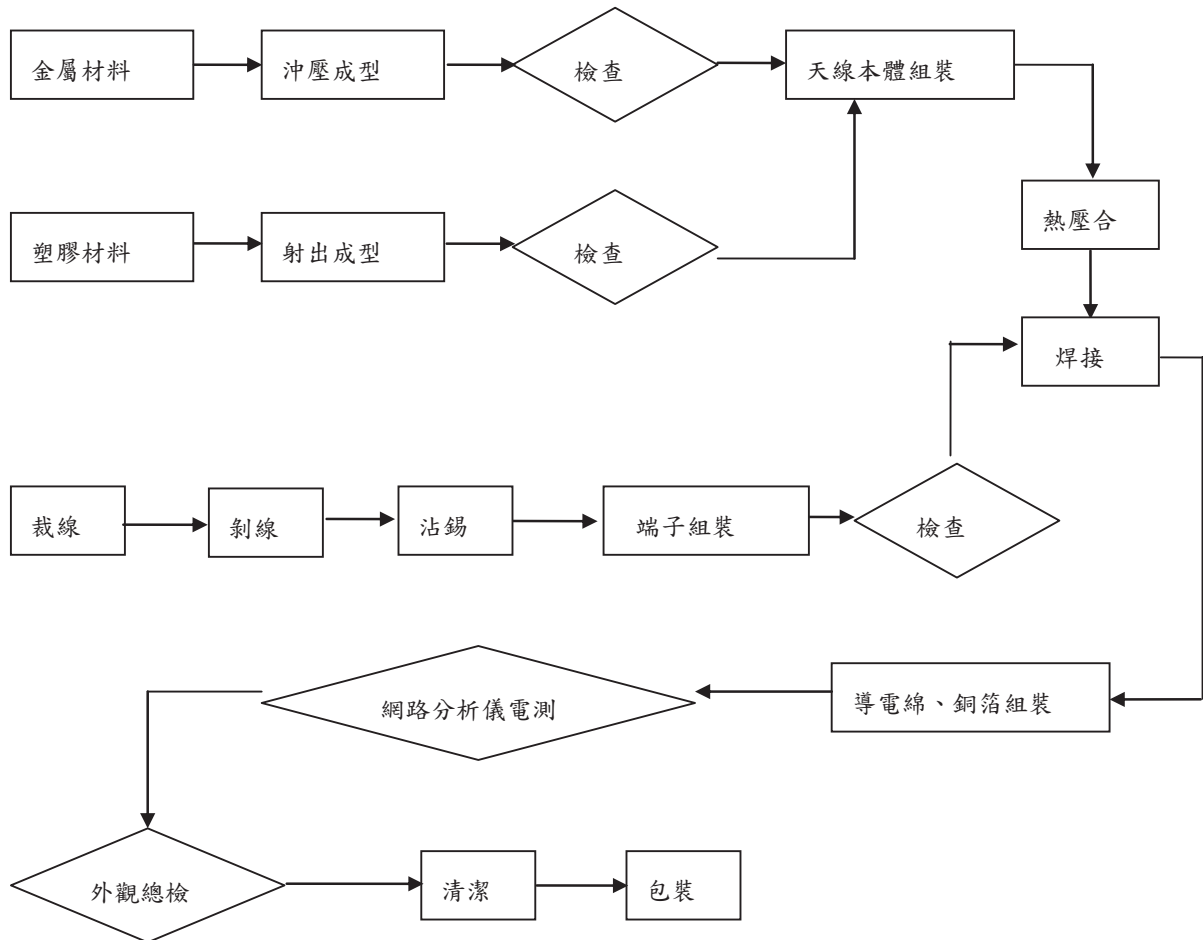 金屬材料
沖壓成型
檢查
天線本體組裝
塑膠材料
射出成型
檢查
熱壓合
焊接
裁線
剝線
沾錫
端子組裝
檢查
網路分析儀電測
導電綿、銅箔組裝
外觀總檢
清潔
包裝